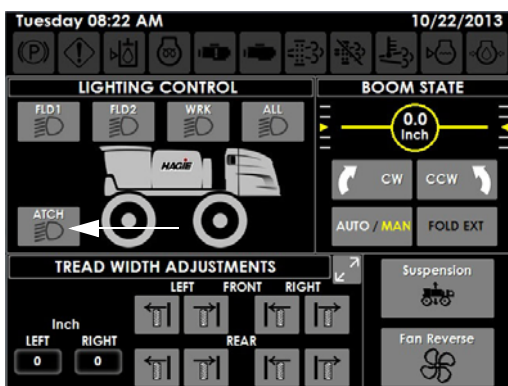 Tuesday 08:22 AM 10/22/2013
(P)
LIGHTING CONTROL
FLD1 FLD2 WRK ALL
HAGIE
ATCH
BOOM STATE
0.0
Inch
CW CCW
AUTO / MAN FOLD EXT
TREAD WIDTH ADJUSTMENTS
LEFT FRONT RIGHT
Inch
LEFT RIGHT REAR
0 0
Suspension
Fan Reverse